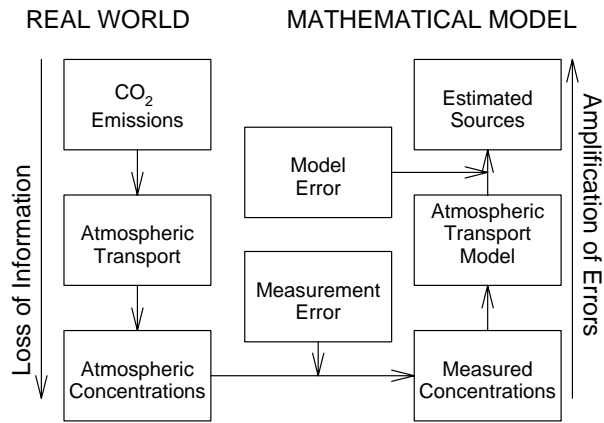 REAL WORLD
MATHEMATICAL MODEL
CO₂
Emissions
Estimated
Sources
Model
Error
Atmospheric
Transport
Atmospheric
Transport
Model
Measurement
Error
Atmospheric
Concentrations
Measured
Concentrations
Loss of Information
Amplification of Errors